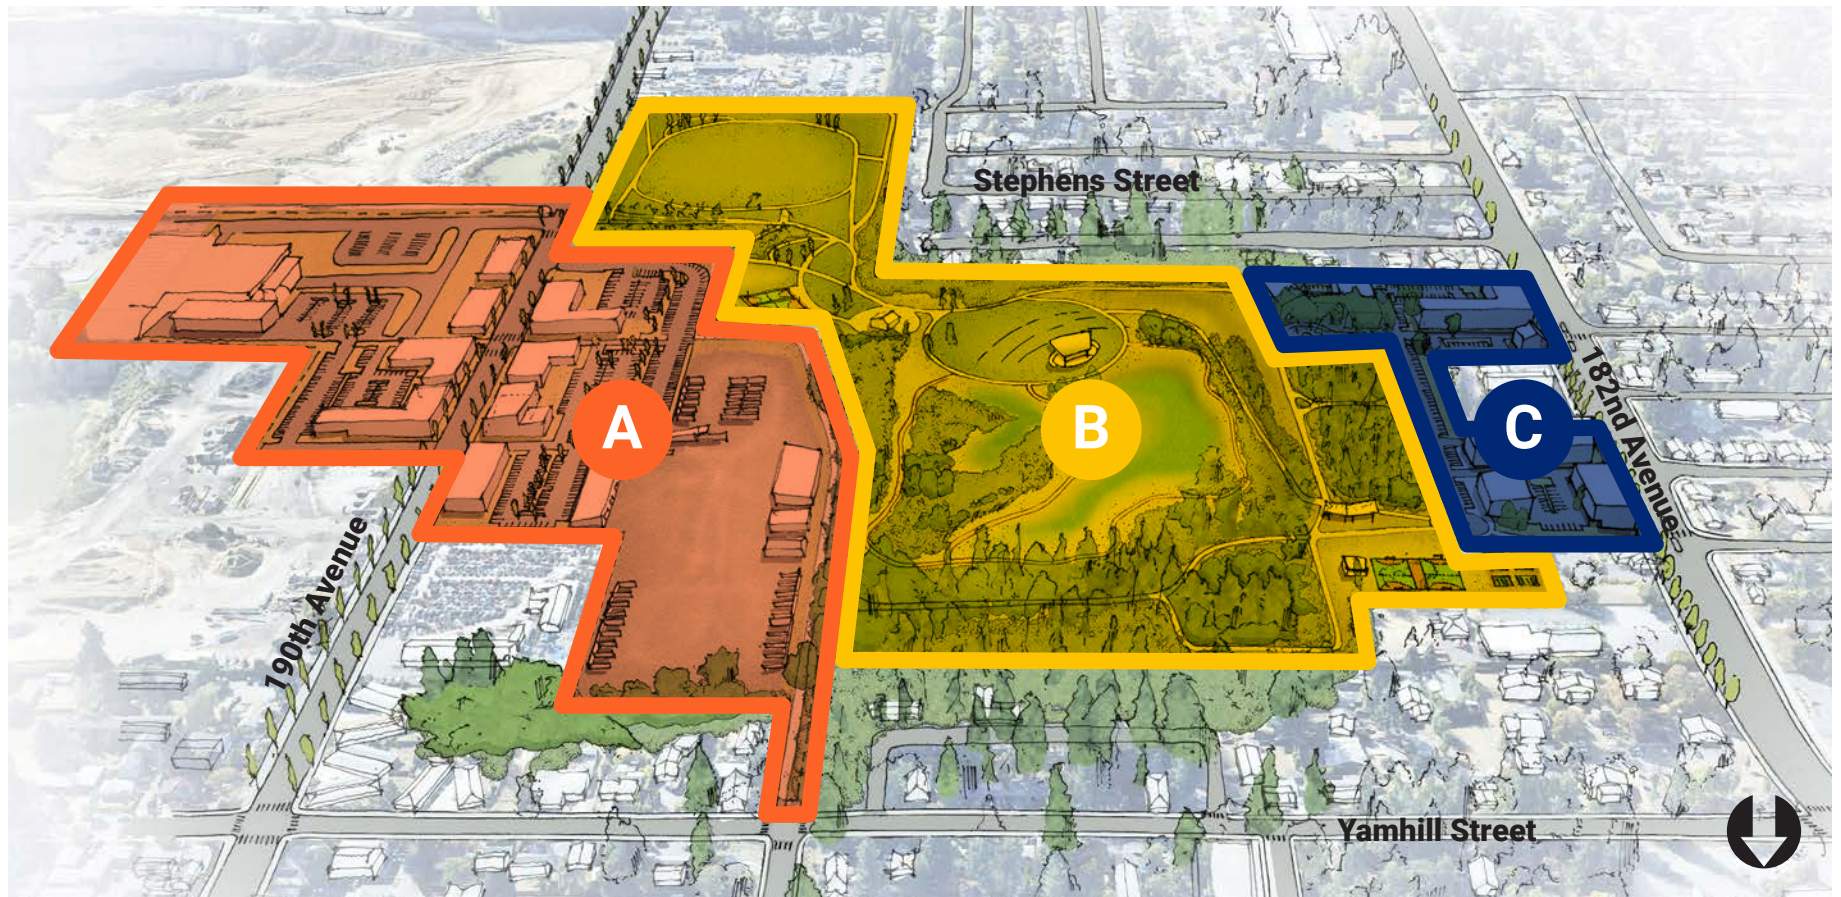 Stephens Street
A
B
C
182nd Avenue
190th Avenue
Yamhill Street